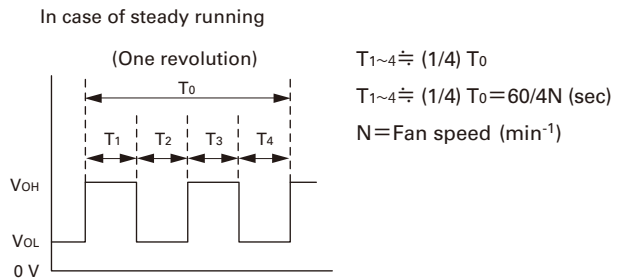 In case of steady running
(One revolution)
T0
T1 T2 T3 T4
VOH
VOL
0 V
T1~4≒ (1/4) T0
T1~4≒ (1/4) T0＝60/4N (sec)
N＝Fan speed (min-1)